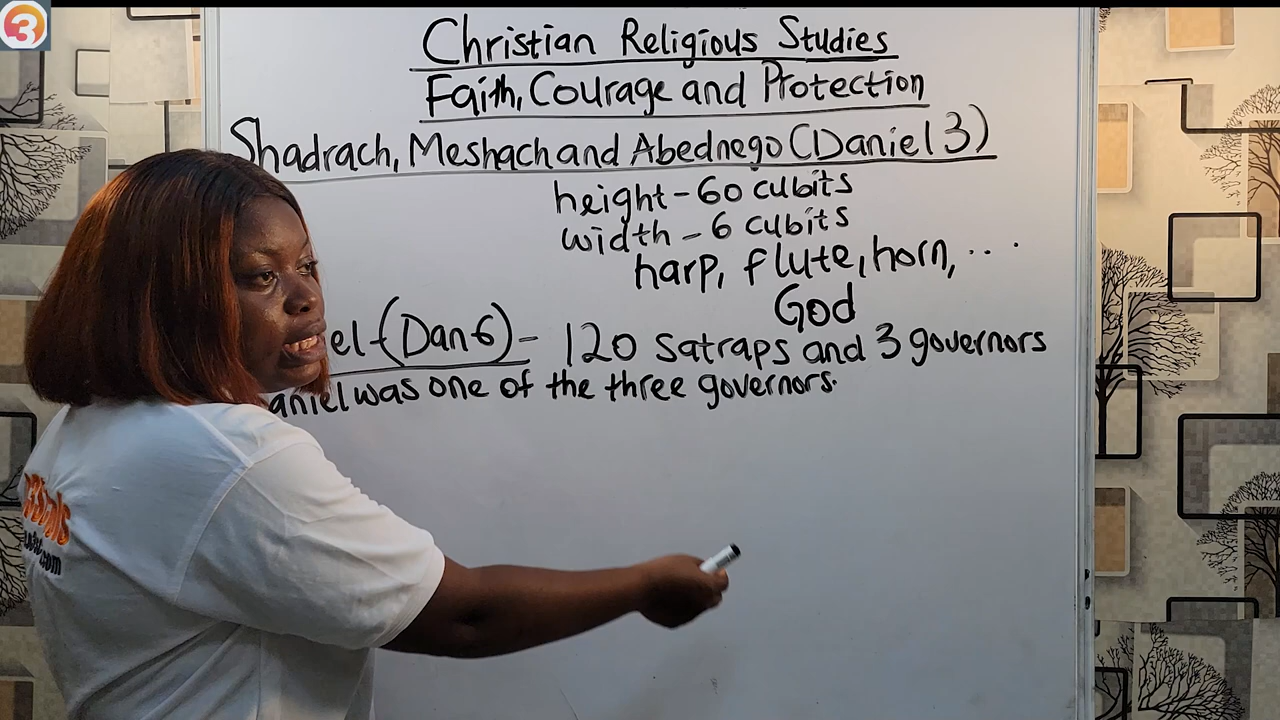 3
Christian Religious Studies
Faith, Courage and Protection
Shadrach, Meshach and Abednego (Daniel 3)
height - 60 cubits
width - 6 cubits
harp, flute, horn, ....
God
el - (Dan 6) - 120 satraps and 3 governors
aniel was one of the three governors.